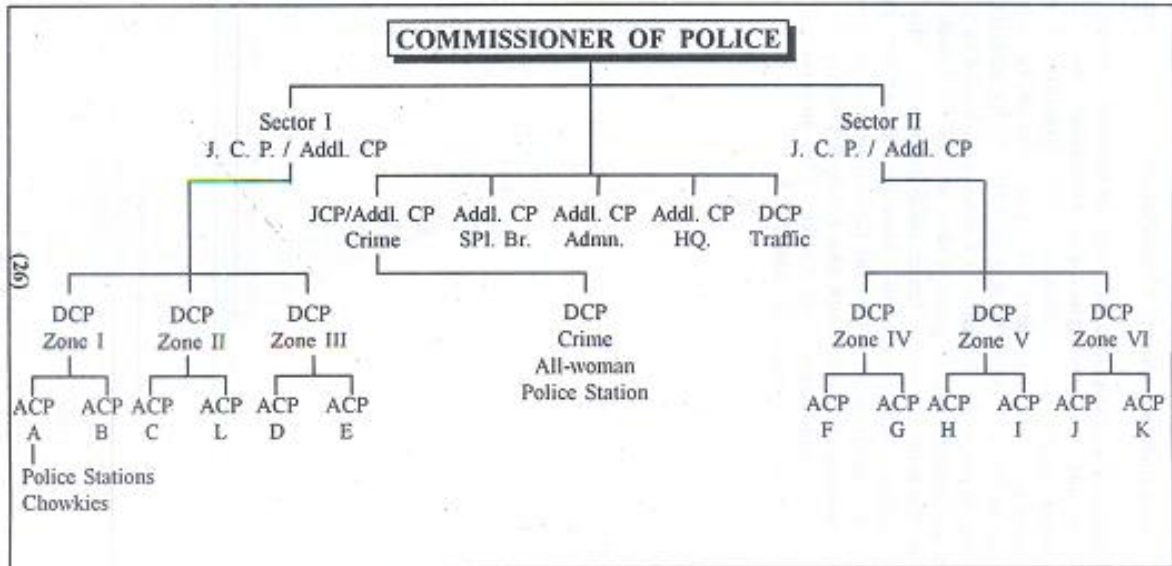 COMMISSIONER OF POLICE
Sector I
J. C. P. / Addl. CP
Sector II
J. C. P. / Addl. CP
JCP/Addl. CP
Crime
Addl. CP
SPl. Br.
Addl. CP
Admn.
Addl. CP
HQ.
DCP
Traffic
(26)
DCP
Zone I
DCP
Zone II
DCP
Zone III
DCP
Crime
All-woman
Police Station
DCP
Zone IV
DCP
Zone V
DCP
Zone VI
ACP
A
ACP
B
ACP
C
ACP
L
ACP
D
ACP
E
ACP
F
ACP
G
ACP
H
ACP
I
ACP
J
ACP
K
Police Stations
Chowkies